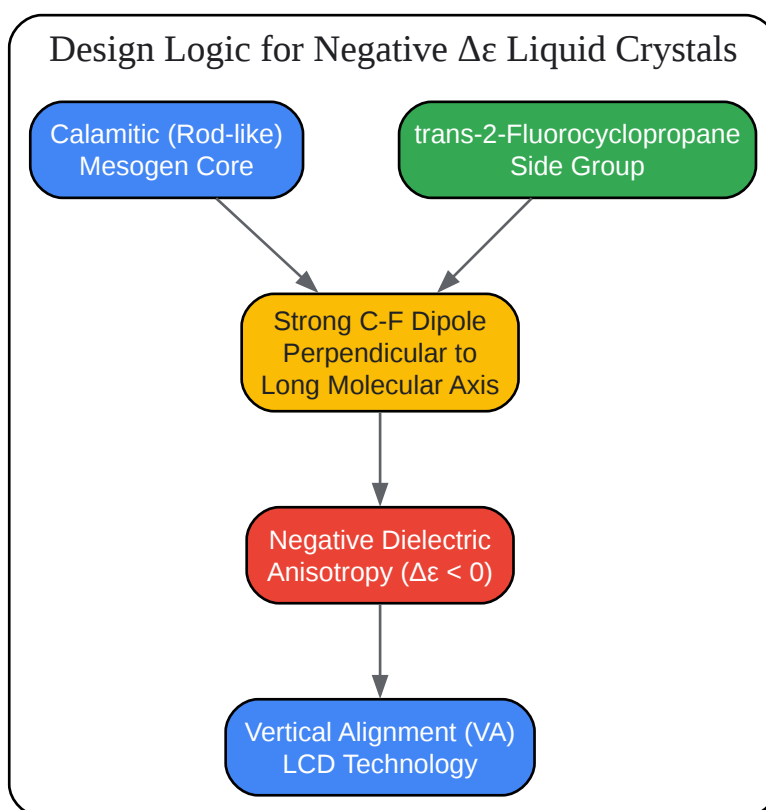 Design Logic for Negative Δε Liquid Crystals
Calamitic (Rod-like)
Mesogen Core
trans-2-Fluorocyclopropane
Side Group
Strong C-F Dipole
Perpendicular to
Long Molecular Axis
Negative Dielectric
Anisotropy (Δε < 0)
Vertical Alignment (VA)
LCD Technology